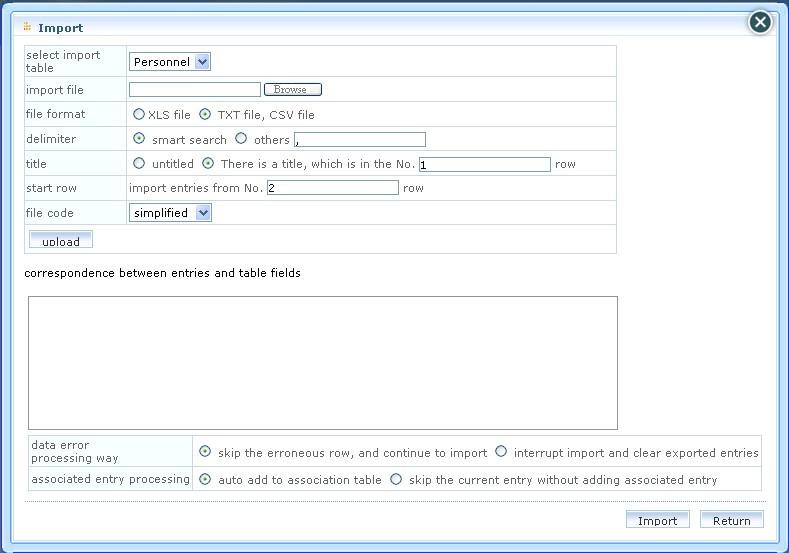 Import
select import
table
Personnel
import file
Browse
file format
XLS file
TXT file, CSV file
delimiter
smart search
others
,
title
untitled
There is a title, which is in the No.
1
row
start row
import entries from No.
2
row
file code
simplified
upload
correspondence between entries and table fields
data error
processing way
skip the erroneous row, and continue to import
interrupt import and clear exported entries
associated entry processing
auto add to association table
skip the current entry without adding associated entry
Import
Return